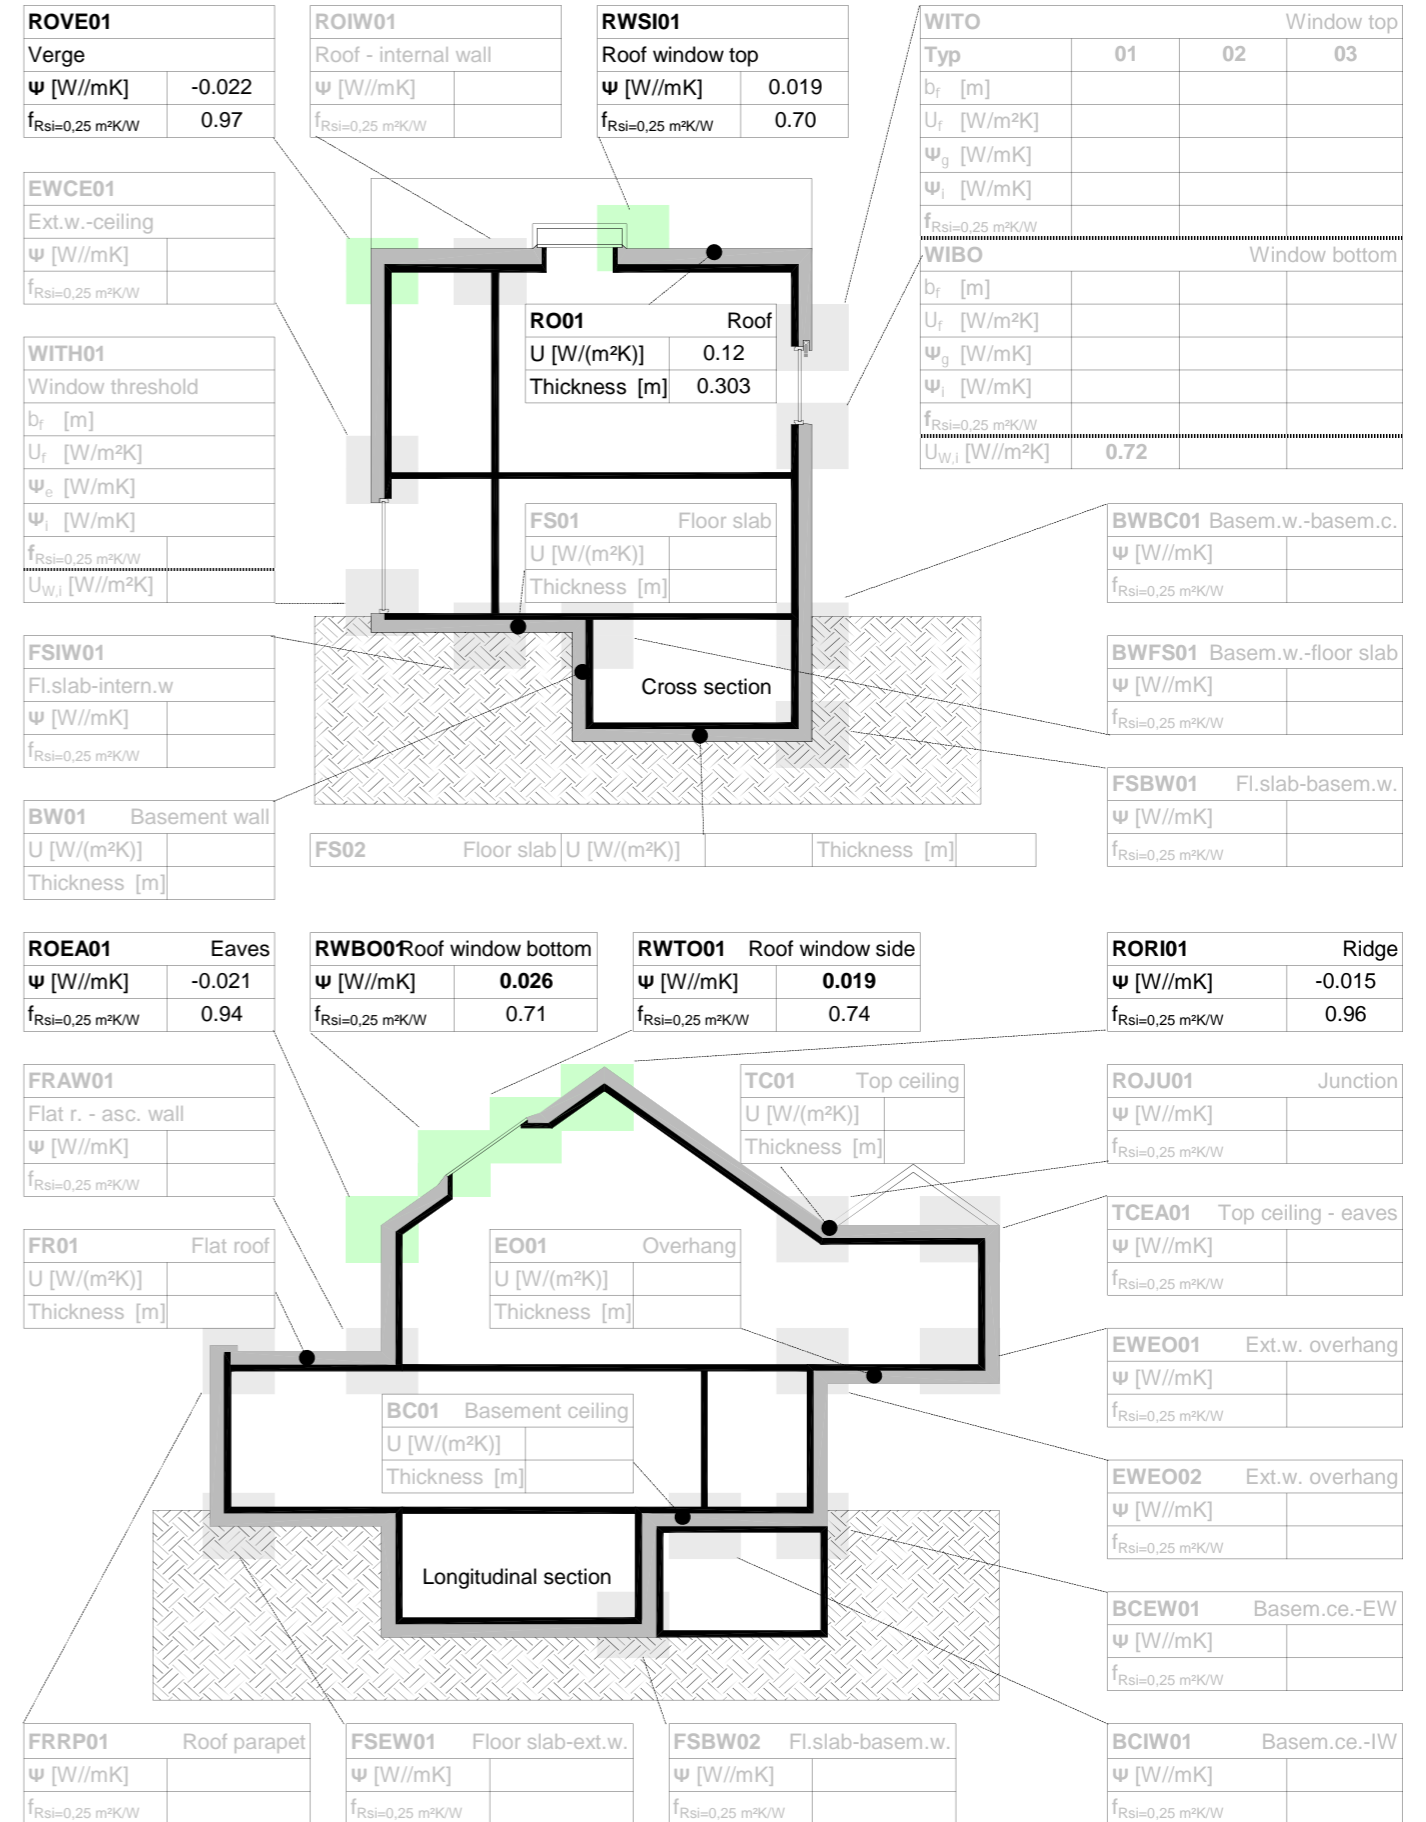 ROVE01
Verge
Ψ [W//mK] -0.022
fRsi=0,25 m²K/W 0.97
ROIW01
Roof - internal wall
Ψ [W//mK]
fRsi=0,25 m²K/W
RWSI01
Roof window top
Ψ [W//mK] 0.019
fRsi=0,25 m²K/W 0.70
WITO Window top
Typ 01 02 03
bf [m]
Uf [W/m²K]
Ψg [W/mK]
Ψi [W/mK]
fRsi=0,25 m²K/W
WIBO Window bottom
bf [m]
Uf [W/m²K]
Ψg [W/mK]
Ψi [W/mK]
fRsi=0,25 m²K/W
UW,i [W//m²K] 0.72
EWCE01
Ext.w.-ceiling
Ψ [W//mK]
fRsi=0,25 m²K/W
RO01 Roof
U [W/(m²K)] 0.12
Thickness [m] 0.303
WITH01
Window threshold
bf [m]
Uf [W/m²K]
Ψe [W/mK]
Ψi [W/mK]
fRsi=0,25 m²K/W
UW,i [W//m²K]
FS01 Floor slab
U [W/(m²K)]
Thickness [m]
BWBC01 Basem.w.-basem.c.
Ψ [W//mK]
fRsi=0,25 m²K/W
FSIW01
Fl.slab-intern.w
Ψ [W//mK]
fRsi=0,25 m²K/W
Cross section
BWFS01 Basem.w.-floor slab
Ψ [W//mK]
fRsi=0,25 m²K/W
FSBW01 Fl.slab-basem.w.
Ψ [W//mK]
fRsi=0,25 m²K/W
BW01 Basement wall
U [W/(m²K)]
Thickness [m]
FS02 Floor slab U [W/(m²K)] Thickness [m]
ROEA01 Eaves
Ψ [W//mK] -0.021
fRsi=0,25 m²K/W 0.94
RWBO01Roof window bottom
Ψ [W//mK] 0.026
fRsi=0,25 m²K/W 0.71
RWTO01 Roof window side
Ψ [W//mK] 0.019
fRsi=0,25 m²K/W 0.74
RORI01 Ridge
Ψ [W//mK] -0.015
fRsi=0,25 m²K/W 0.96
FRAW01
Flat r. - asc. wall
Ψ [W//mK]
fRsi=0,25 m²K/W
TC01 Top ceiling
U [W/(m²K)]
Thickness [m]
ROJU01 Junction
Ψ [W//mK]
fRsi=0,25 m²K/W
TCEA01 Top ceiling - eaves
Ψ [W//mK]
fRsi=0,25 m²K/W
FR01 Flat roof
U [W/(m²K)]
Thickness [m]
EO01 Overhang
U [W/(m²K)]
Thickness [m]
EWEO01 Ext.w. overhang
Ψ [W//mK]
fRsi=0,25 m²K/W
BC01 Basement ceiling
U [W/(m²K)]
Thickness [m]
EWEO02 Ext.w. overhang
Ψ [W//mK]
fRsi=0,25 m²K/W
Longitudinal section
BCEW01 Basem.ce.-EW
Ψ [W//mK]
fRsi=0,25 m²K/W
FRRP01 Roof parapet
Ψ [W//mK]
fRsi=0,25 m²K/W
FSEW01 Floor slab-ext.w.
Ψ [W//mK]
fRsi=0,25 m²K/W
FSBW02 Fl.slab-basem.w.
Ψ [W//mK]
fRsi=0,25 m²K/W
BCIW01 Basem.ce.-IW
Ψ [W//mK]
fRsi=0,25 m²K/W